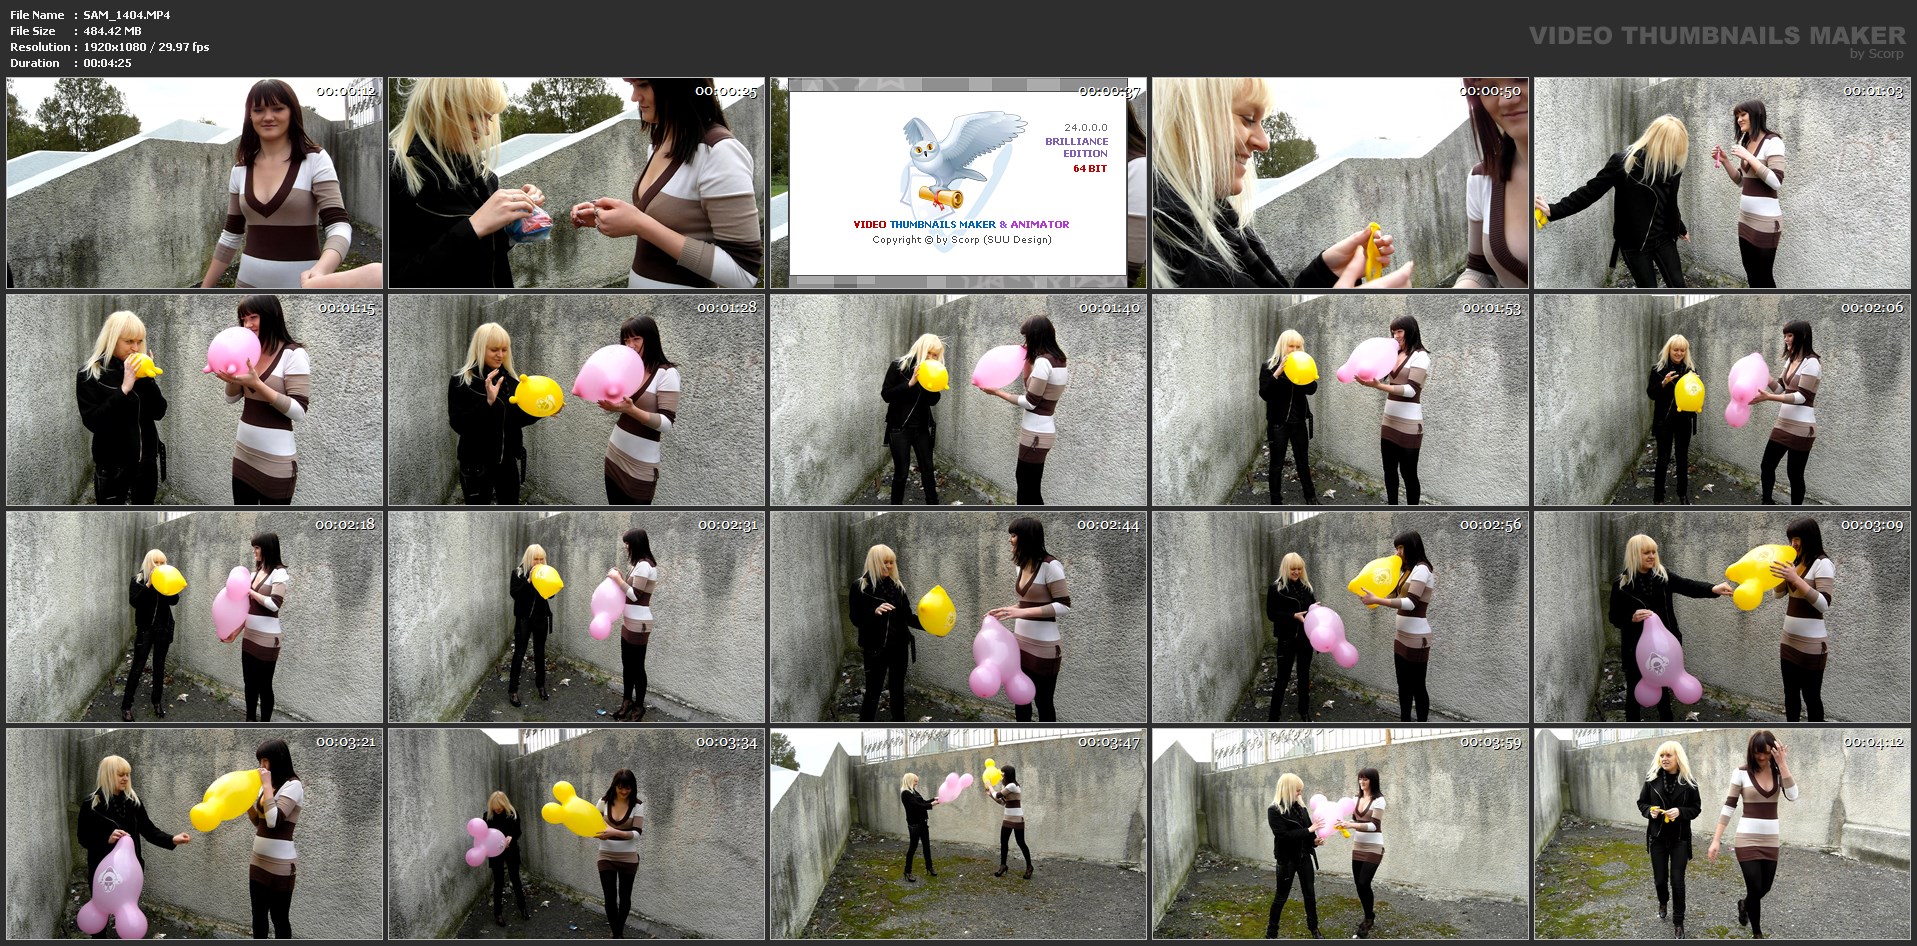 File Name : SAM_1404.MP4
File Size : 484.42 MB
Resolution : 1920x1080 / 29.97 fps
Duration : 00:04:25
VIDEO THUMBNAILS MAKER
by Scorp
00:00:12
00:00:25
00:00:37
24.0.0.0
BRILLIANCE
EDITION
64 BIT
VIDEO THUMBNAILS MAKER & ANIMATOR
Copyright © by Scorp (SUU Design)
00:00:50
00:01:03
00:01:15
00:01:28
00:01:40
00:01:53
00:02:06
00:02:18
00:02:31
00:02:44
00:02:56
00:03:09
00:03:21
00:03:34
00:03:47
00:03:59
00:04:12